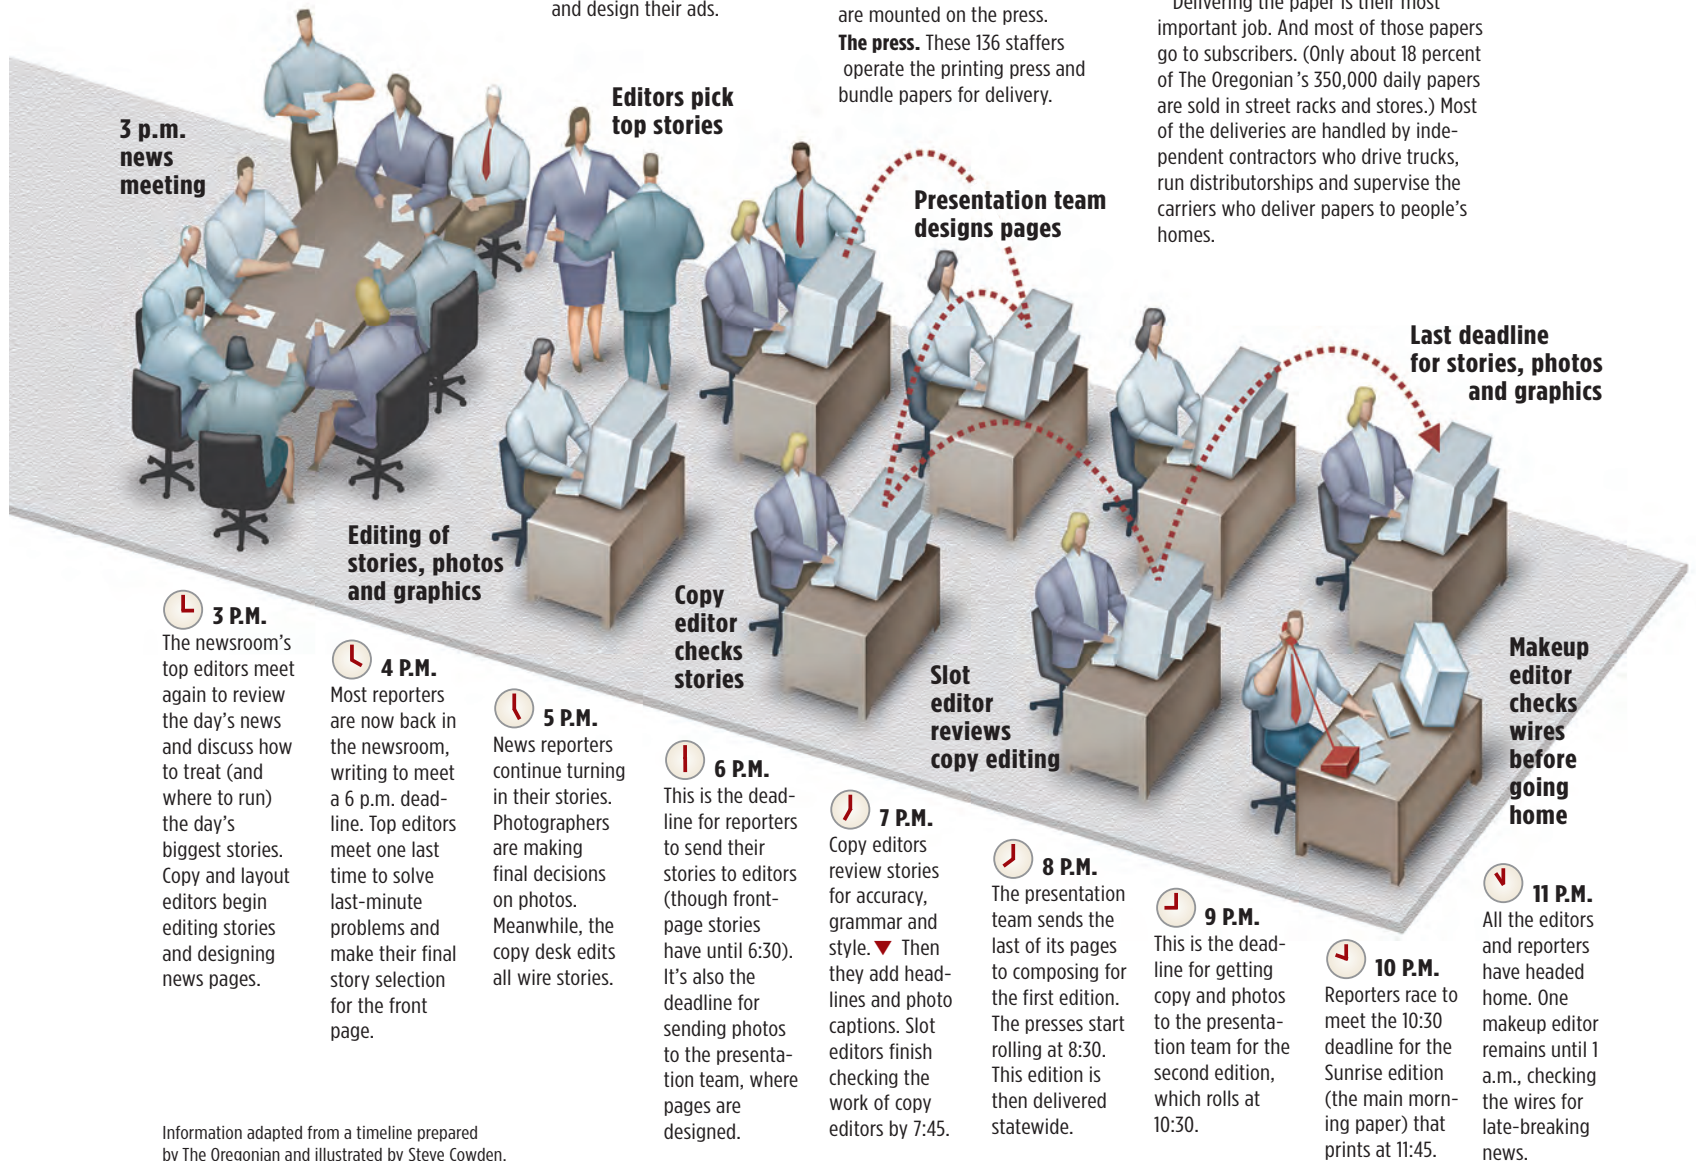 and design their ads.
are mounted on the press.
The press. These 136 staffers
operate the printing press and
bundle papers for delivery.
Delivering the paper is their most
important job. And most of those papers
go to subscribers. (Only about 18 percent
of The Oregonian's 350,000 daily papers
are sold in street racks and stores.) Most
of the deliveries are handled by inde-
pendent contractors who drive trucks,
run distributorships and supervise the
carriers who deliver papers to people's
homes.
3 p.m.
news
meeting
Editors pick
top stories
Presentation team
designs pages
Last deadline
for stories, photos
and graphics
Editing of
stories, photos
and graphics
Copy
editor
checks
stories
Slot
editor
reviews
copy editing
Makeup
editor
checks
wires
before
going
home
3 P.M.
The newsroom's
top editors meet
again to review
the day's news
and discuss how
to treat (and
where to run)
the day's
biggest stories.
Copy and layout
editors begin
editing stories
and designing
news pages.
4 P.M.
Most reporters
are now back in
the newsroom,
writing to meet
a 6 p.m. dead-
line. Top editors
meet one last
time to solve
last-minute
problems and
make their final
story selection
for the front
page.
5 P.M.
News reporters
continue turning
in their stories.
Photographers
are making
final decisions
on photos.
Meanwhile, the
copy desk edits
all wire stories.
6 P.M.
This is the dead-
line for reporters
to send their
stories to editors
(though front-
page stories
have until 6:30).
It's also the
deadline for
sending photos
to the presenta-
tion team, where
pages are
designed.
7 P.M.
Copy editors
review stories
for accuracy,
grammar and
style. ▼ Then
they add head-
lines and photo
captions. Slot
editors finish
checking the
work of copy
editors by 7:45.
8 P.M.
The presentation
team sends the
last of its pages
to composing for
the first edition.
The presses start
rolling at 8:30.
This edition is
then delivered
statewide.
9 P.M.
This is the dead-
line for getting
copy and photos
to the presenta-
tion team for the
second edition,
which rolls at
10:30.
10 P.M.
Reporters race to
meet the 10:30
deadline for the
Sunrise edition
(the main morn-
ing paper) that
prints at 11:45.
11 P.M.
All the editors
and reporters
have headed
home. One
makeup editor
remains until 1
a.m., checking
the wires for
late-breaking
news.
Information adapted from a timeline prepared
by The Oregonian and illustrated by Steve Cowden.